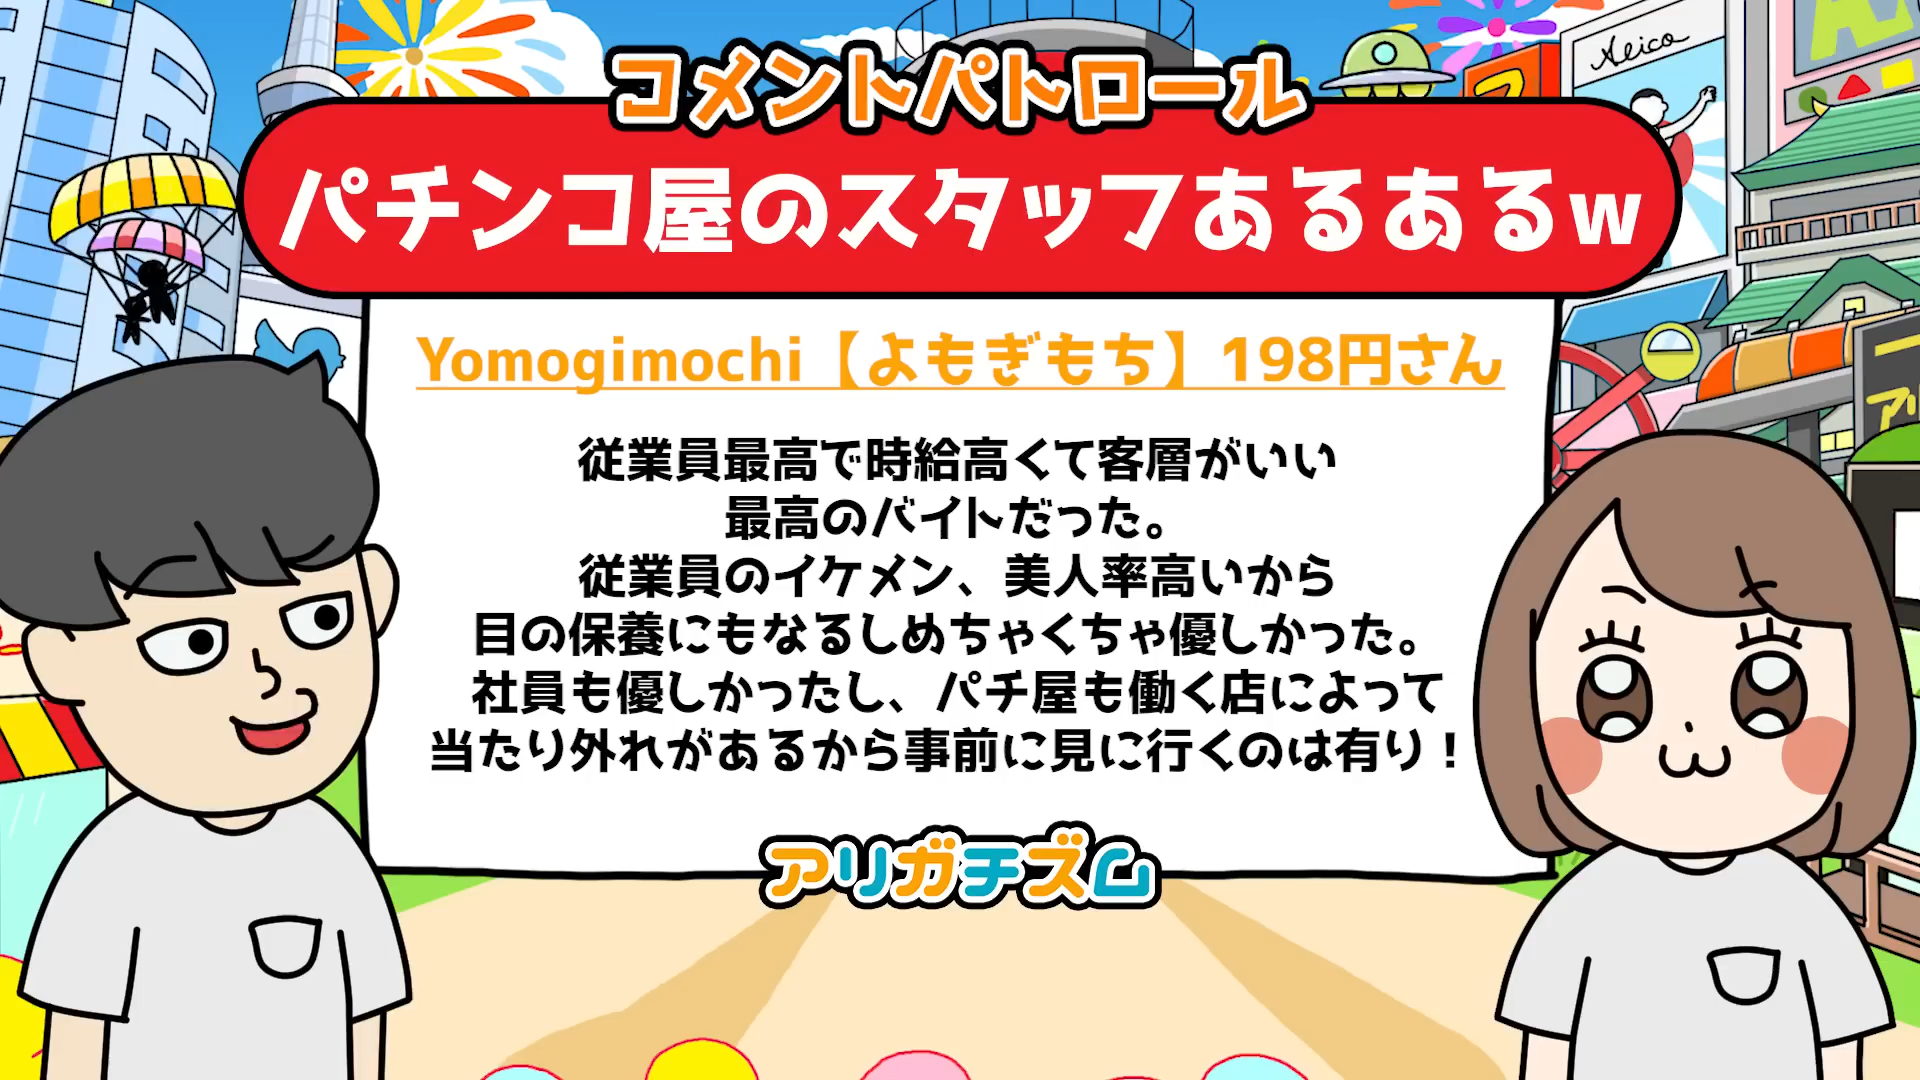 コメントパトロール
パチンコ屋のスタッフあるあるw
Aeica
Yomogimochi【よもぎもち】198円さん
従業員最高で時給高くて客層がいい
最高のバイトだった。
従業員のイケメン、美人率高いから
目の保養にもなるしめちゃくちゃ優しかった。
社員も優しかったし、パチ屋も働く店によって
当たり外れがあるから事前に見に行くのは有り！
アリガチズム